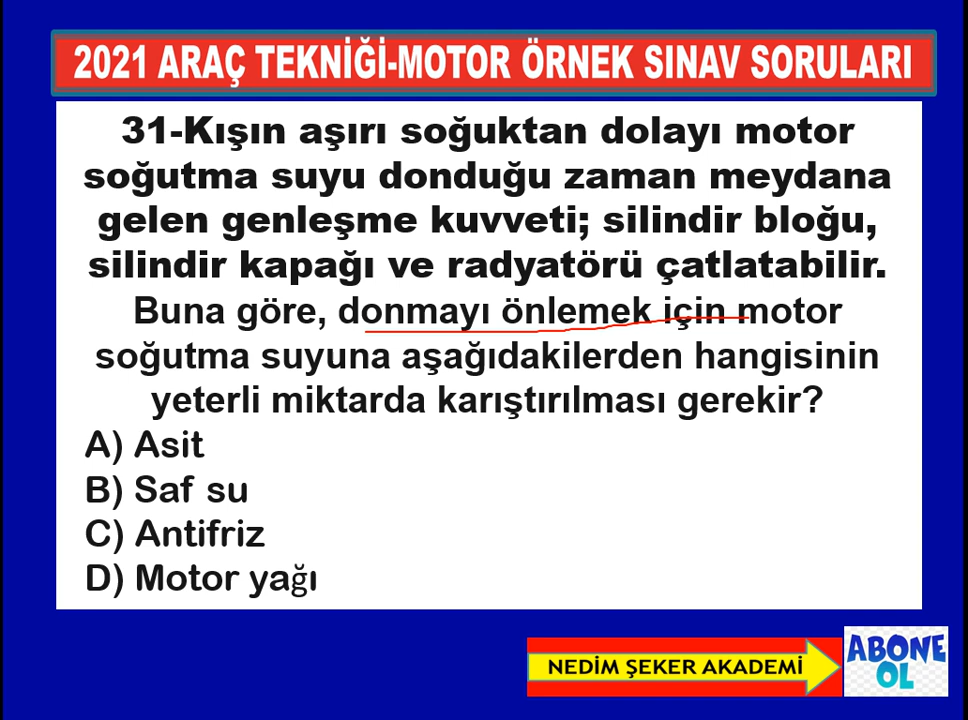 2021 ARAÇ TEKNİĞİ-MOTOR ÖRNEK SINAV SORULARI
31-Kışın aşırı soğuktan dolayı motor
soğutma suyu donduğu zaman meydana
gelen genleşme kuvveti; silindir bloğu,
silindir kapağı ve radyatörü çatlatabilir.
Buna göre, donmayı önlemek için motor
soğutma suyuna aşağıdakilerden hangisinin
yeterli miktarda karıştırılması gerekir?
A) Asit
B) Saf su
C) Antifriz
D) Motor yağı
NEDİM ŞEKER AKADEMİ
ABONE
OL